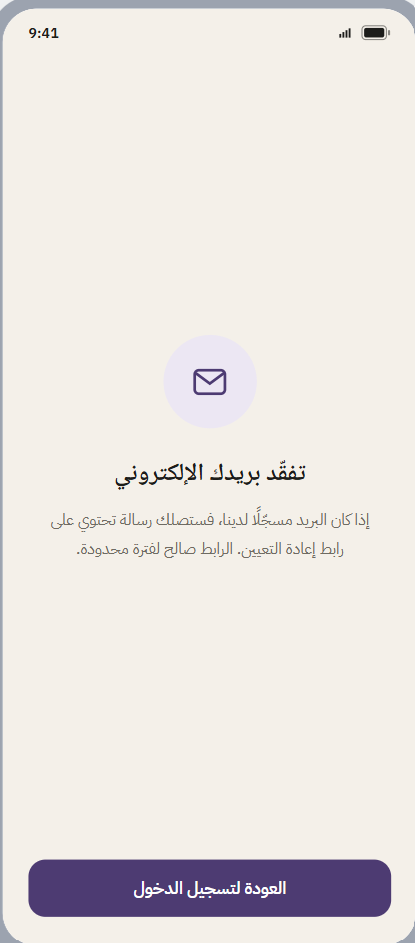 9:41
تفقّد بريدك الإلكتروني
إذا كان البريد مسجّلًا لدينا، فستصلك رسالة تحتوي على
رابط إعادة التعيين. الرابط صالح لفترة محدودة.
العودة لتسجيل الدخول